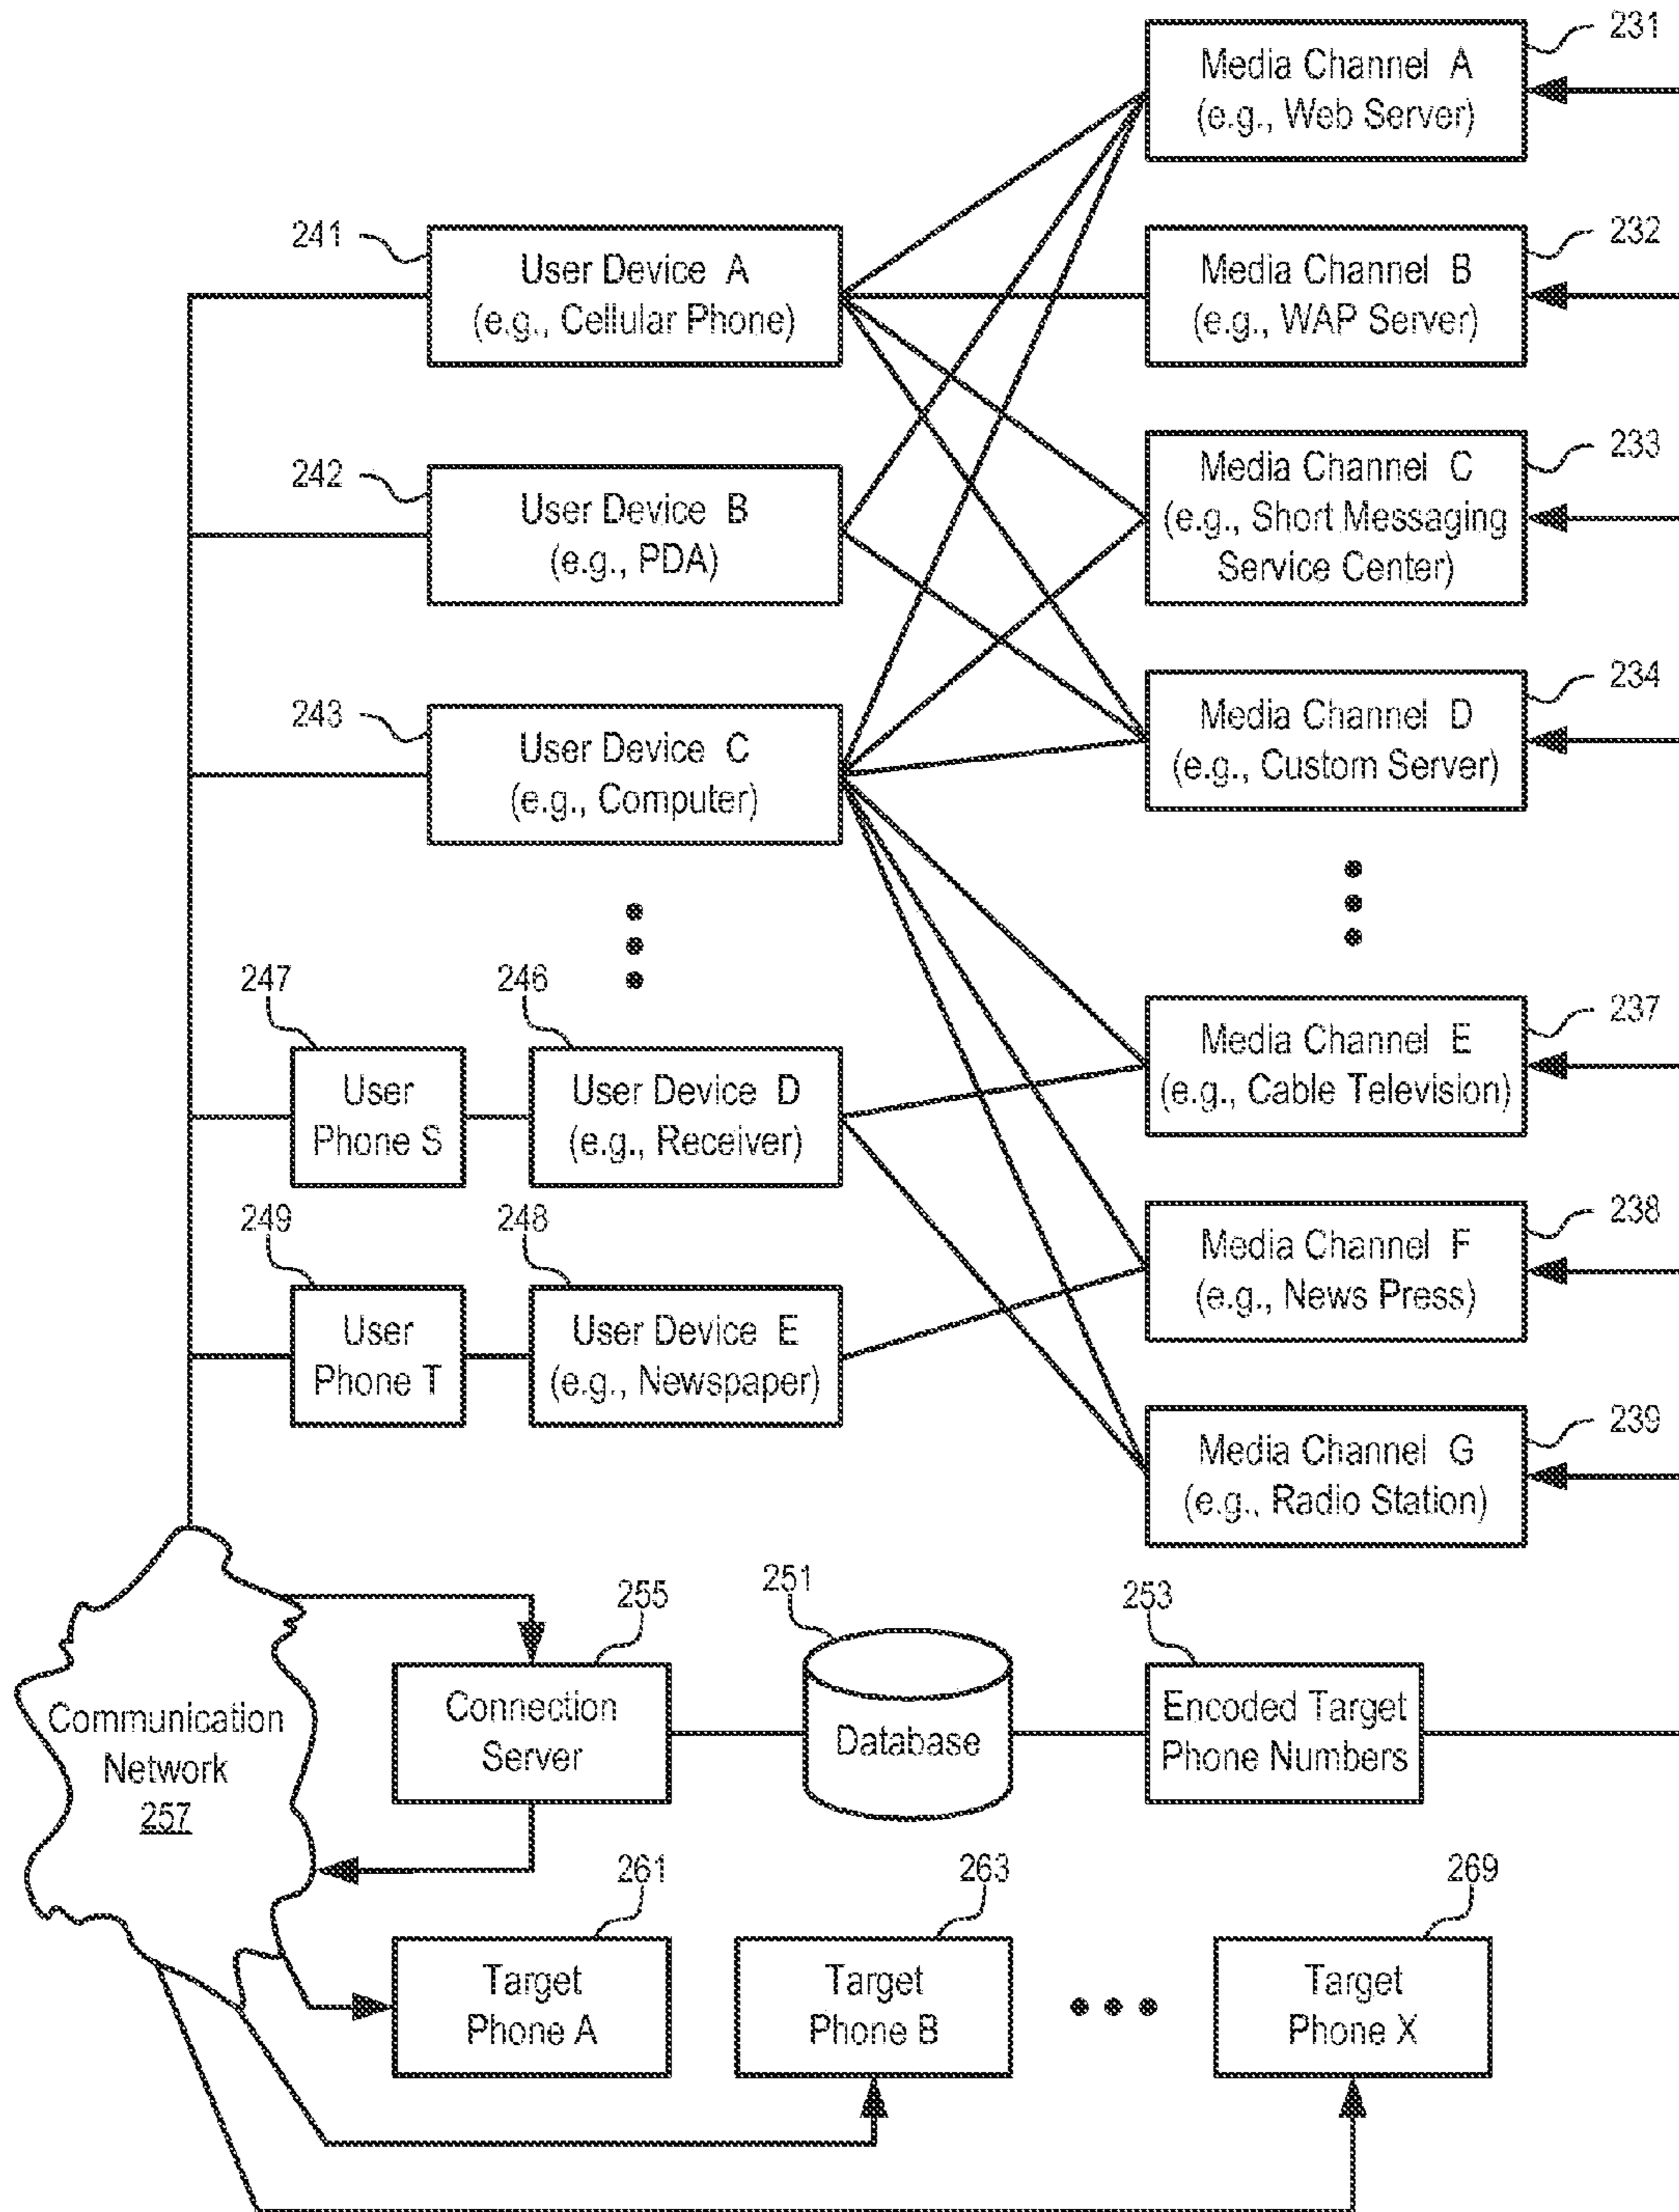 231
Media Channel A
(e.g., Web Server)
241
User Device A
(e.g., Cellular Phone)
232
Media Channel B
(e.g., WAP Server)
242
User Device B
(e.g., PDA)
233
Media Channel C
(e.g., Short Messaging
Service Center)
243
User Device C
(e.g., Computer)
234
Media Channel D
(e.g., Custom Server)
247
User
Phone S
246
User Device D
(e.g., Receiver)
237
Media Channel E
(e.g., Cable Television)
249
User
Phone T
248
User Device E
(e.g., Newspaper)
238
Media Channel F
(e.g., News Press)
239
Media Channel G
(e.g., Radio Station)
Communication
Network
257
255
Connection
Server
251
Database
253
Encoded Target
Phone Numbers
261
Target
Phone A
263
Target
Phone B
269
Target
Phone X